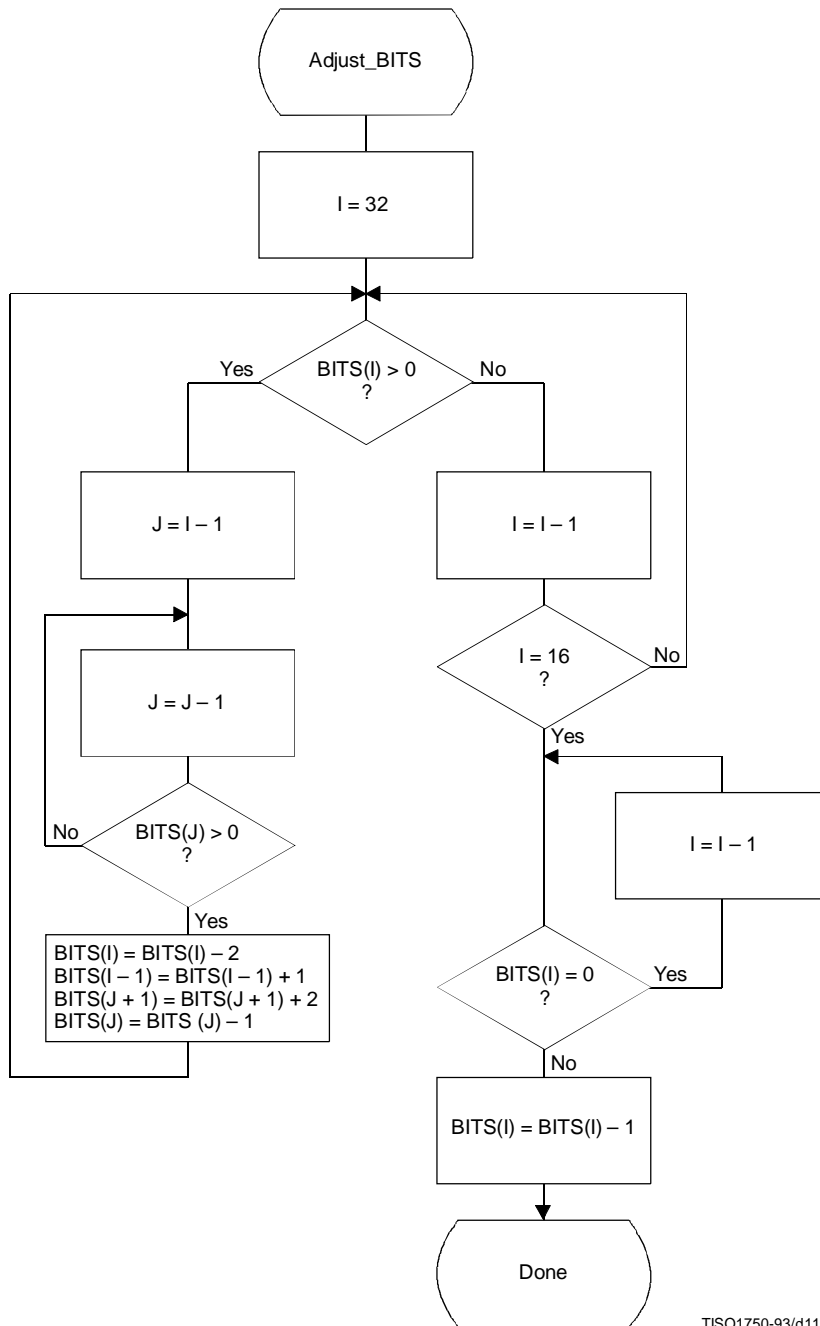 Adjust_BITS
I = 32
BITS(I) > 0
?
Yes
No
J = I – 1
I = I – 1
I = 16
?
No
Yes
J = J – 1
BITS(J) > 0
?
No
Yes
I = I – 1
BITS(I) = BITS(I) – 2
BITS(I – 1) = BITS(I – 1) + 1
BITS(J + 1) = BITS(J + 1) + 2
BITS(J) = BITS (J) – 1
BITS(I) = 0
?
Yes
No
BITS(I) = BITS(I) – 1
Done
TISO1750-93/d11